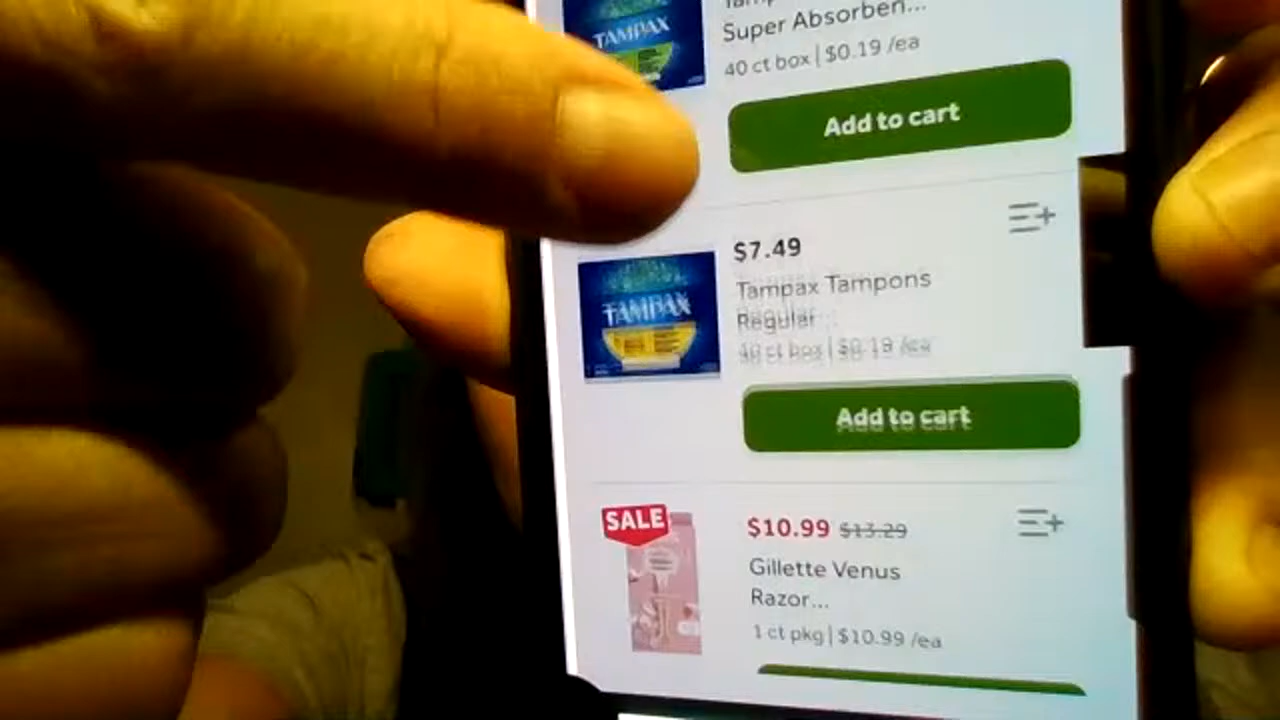 TAMPAX
Super Absorben...
40 ct box | $0.19 /ea
Add to cart
$7.49
TAMPAX
Tampax Tampons
Regular...
40 ct box | $0.19 /ea
Add to cart
SALE
$10.99 $13.29
Gillette Venus
Razor...
1 ct pkg | $10.99 /ea